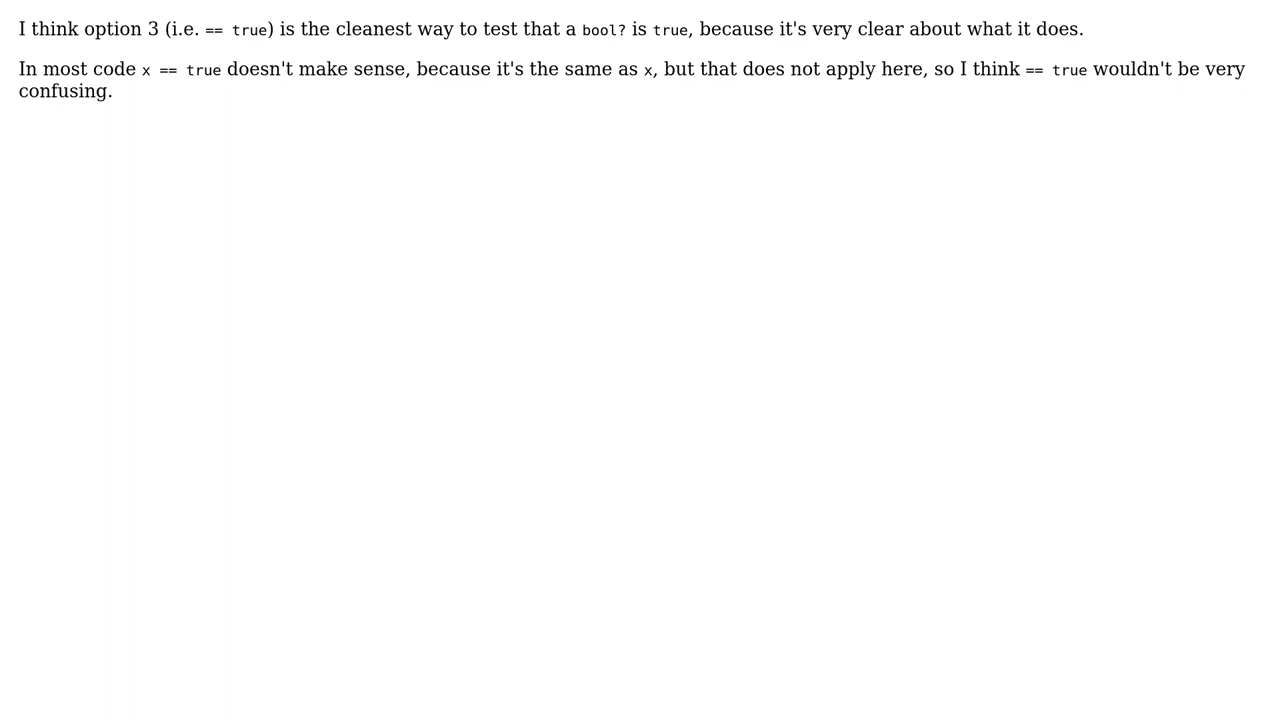 I think option 3 (i.e. == true) is the cleanest way to test that a bool? is true, because it's very clear about what it does.
In most code x == true doesn't make sense, because it's the same as x, but that does not apply here, so I think == true wouldn't be very
confusing.